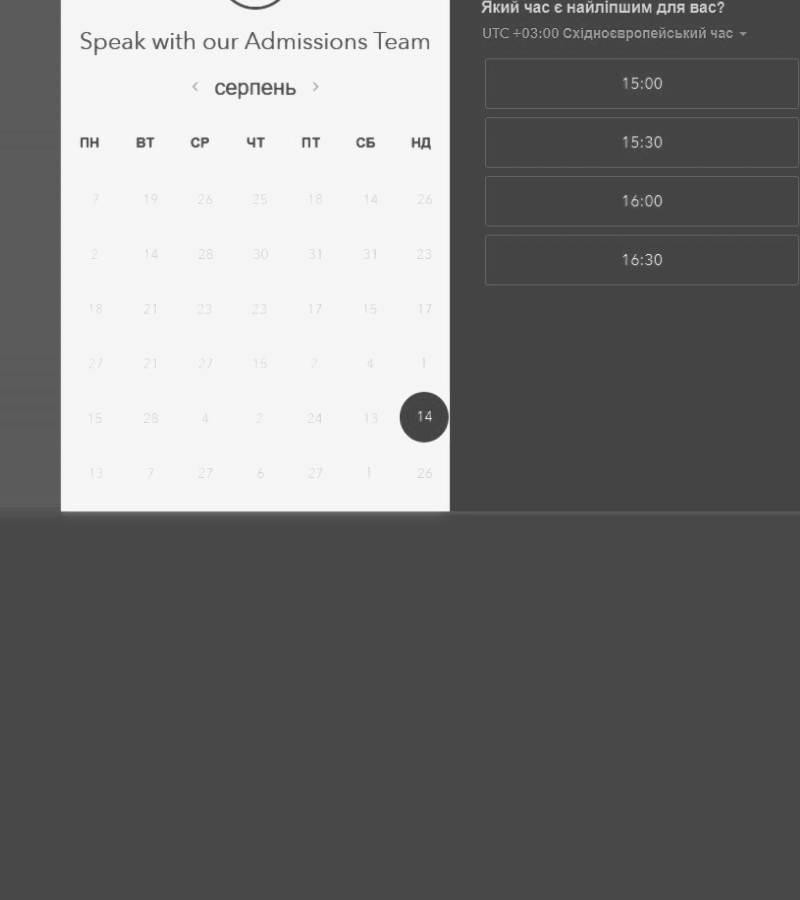 Speak with our Admissions Team
‹ серпень ›
ПН ВТ СР ЧТ ПТ СБ НД
7 19 26 25 18 14 26
2 14 28 30 31 31 23
18 21 23 23 17 15 17
27 21 27 15 2 4 1
15 28 4 2 24 13 14
13 7 27 6 27 1 26
Який час є найліпшим для вас?
UTC +03:00 Східноєвропейський час
15:00
15:30
16:00
16:30